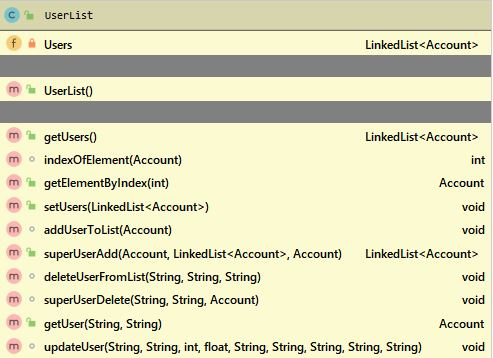 C UserList
f Users LinkedList<Account>
m UserList()
m getUsers() LinkedList<Account>
m indexOfElement(Account) int
m getElementByIndex(int) Account
m setUsers(LinkedList<Account>) void
m addUserToList(Account) void
m superUserAdd(Account, LinkedList<Account>, Account) LinkedList<Account>
m deleteUserFromList(String, String, String) void
m superUserDelete(String, String, Account) void
m getUser(String, String) Account
m updateUser(String, String, int, float, String, String, String, String, String) void